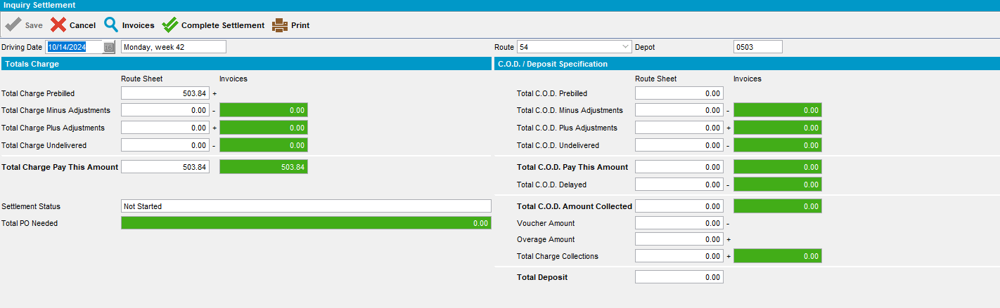 Inquiry Settlement
Save Cancel Invoices Complete Settlement Print
Driving Date 10/14/2024 16 Monday, week 42 Route 54 Depot 0503
Totals Charge
Route Sheet Invoices
Total Charge Prebilled 503.84 +
Total Charge Minus Adjustments 0.00 - 0.00
Total Charge Plus Adjustments 0.00 + 0.00
Total Charge Undelivered 0.00 - 0.00
Total Charge Pay This Amount 503.84 503.84
Settlement Status Not Started
Total PO Needed 0.00
C.O.D. / Deposit Specification
Route Sheet Invoices
Total C.O.D. Prebilled 0.00
Total C.O.D. Minus Adjustments 0.00 - 0.00
Total C.O.D. Plus Adjustments 0.00 + 0.00
Total C.O.D. Undelivered 0.00 - 0.00
Total C.O.D. Pay This Amount 0.00 0.00
Total C.O.D. Delayed 0.00 - 0.00
Total C.O.D. Amount Collected 0.00 0.00
Voucher Amount 0.00 -
Overage Amount 0.00 +
Total Charge Collections 0.00 + 0.00
Total Deposit 0.00